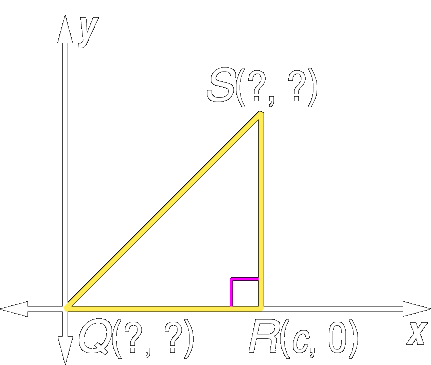 y
S(?, ?)
Q(?, ?) R(c, 0) x